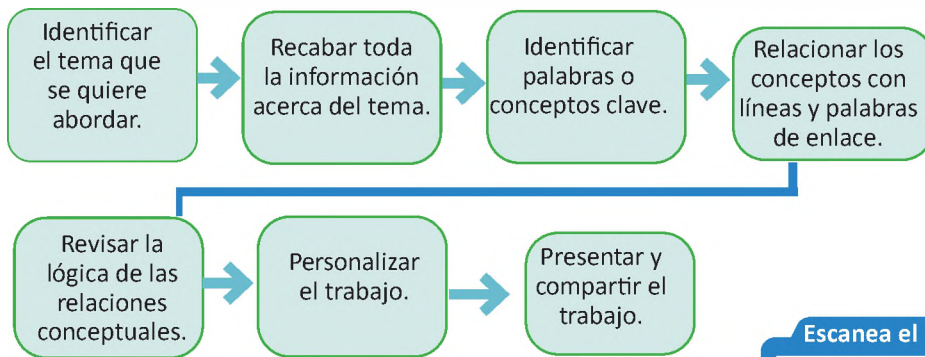 Identificar
el tema que
se quiere
abordar.
Recabar toda
la información
acerca del tema.
Identificar
palabras o
conceptos clave.
Relacionar los
conceptos con
líneas y palabras
de enlace.
Revisar la
lógica de las
relaciones
conceptuales.
Personalizar
el trabajo.
Presentar y
compartir el
trabajo.
Escanea el